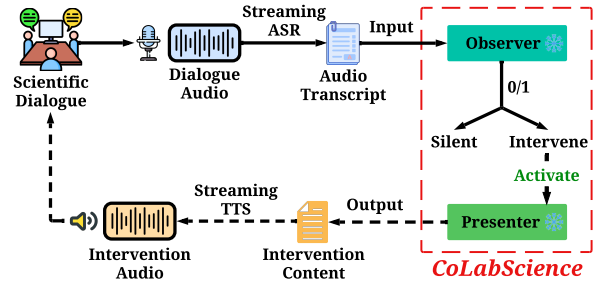 Scientific
Dialogue
Dialogue
Audio
Streaming
ASR
Audio
Transcript
Input
Observer
0/1
Silent
Intervene
Activate
Presenter
CoLabScience
Output
Intervention
Content
Streaming
TTS
Intervention
Audio